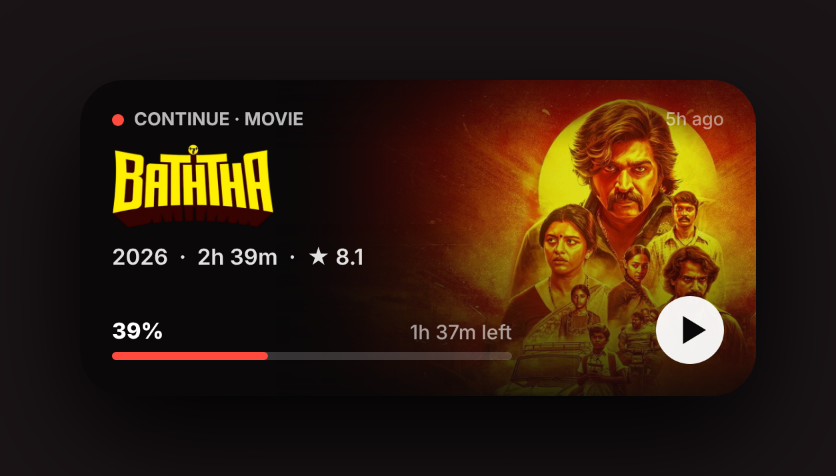 CONTINUE · MOVIE
5h ago
BATHTHA
2026 · 2h 39m · ★ 8.1
39%
1h 37m left